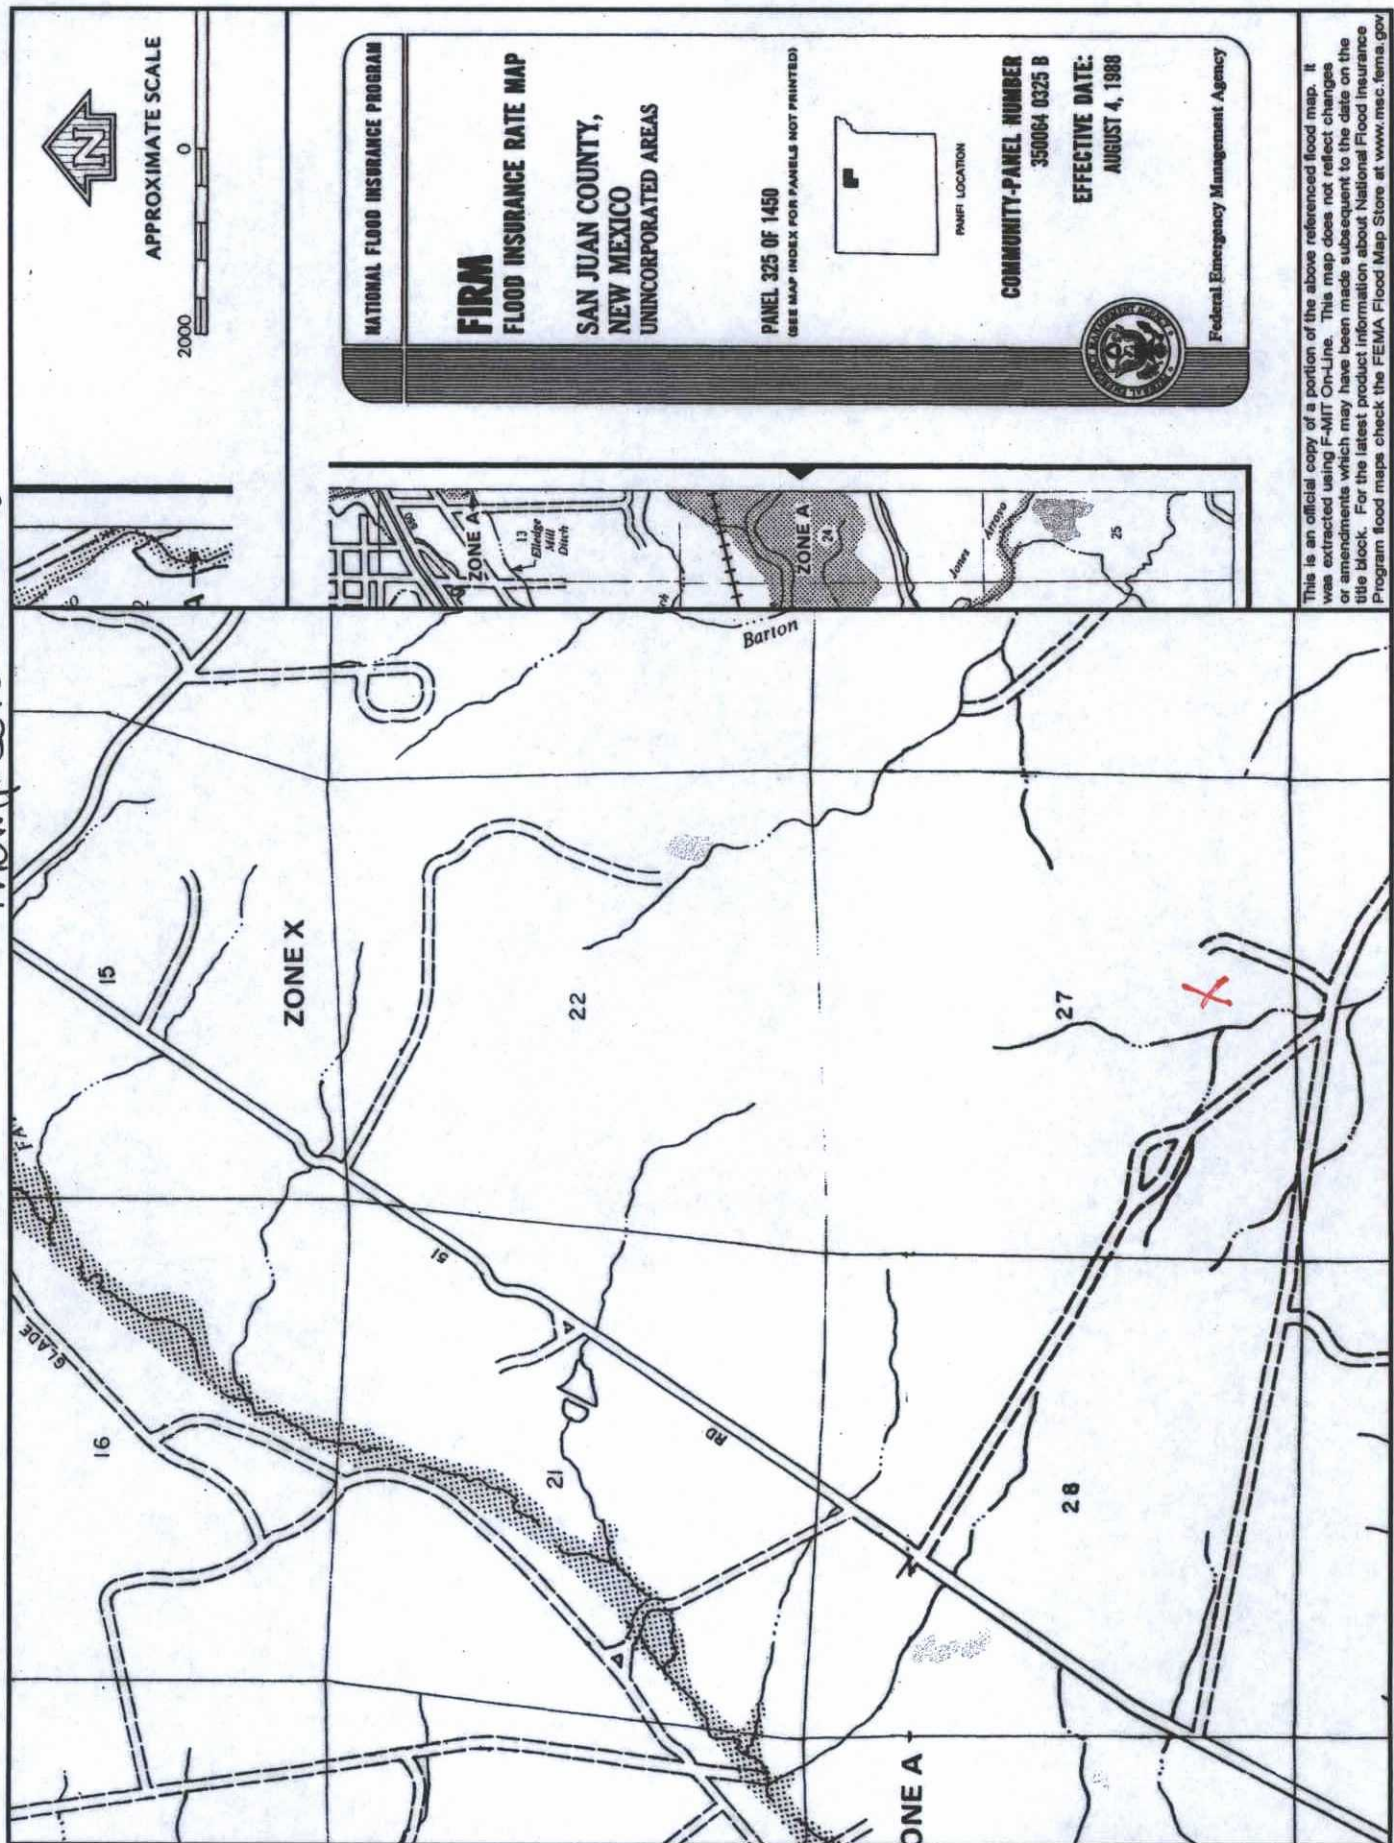 APPROXIMATE SCALE
2000
0
N
NATIONAL FLOOD INSURANCE PROGRAM
FIRM
FLOOD INSURANCE RATE MAP
SAN JUAN COUNTY,
NEW MEXICO
UNINCORPORATED AREAS
PANEL 325 OF 1450
(SEE MAP INDEX FOR PANELS NOT PRINTED)
PANEL LOCATION
COMMUNITY-PANEL NUMBER
350064 0325 B
EFFECTIVE DATE:
AUGUST 4, 1988
Federal Emergency Management Agency
This is an official copy of a portion of the above referenced flood map. It
was extracted using F-MIT On-Line. This map does not reflect changes
or amendments which may have been made subsequent to the date on the
title block. For the latest product information about National Flood Insurance
Program flood maps check the FEMA Flood Map Store at www.msc.fema.gov
ZONE A
13
Eledge
Mill
Ditch
ZONE A
24
Jones Arroyo
25
Barton
15
ZONE X
22
27
X
GLADE
16
51
21
RD
28
ONE A